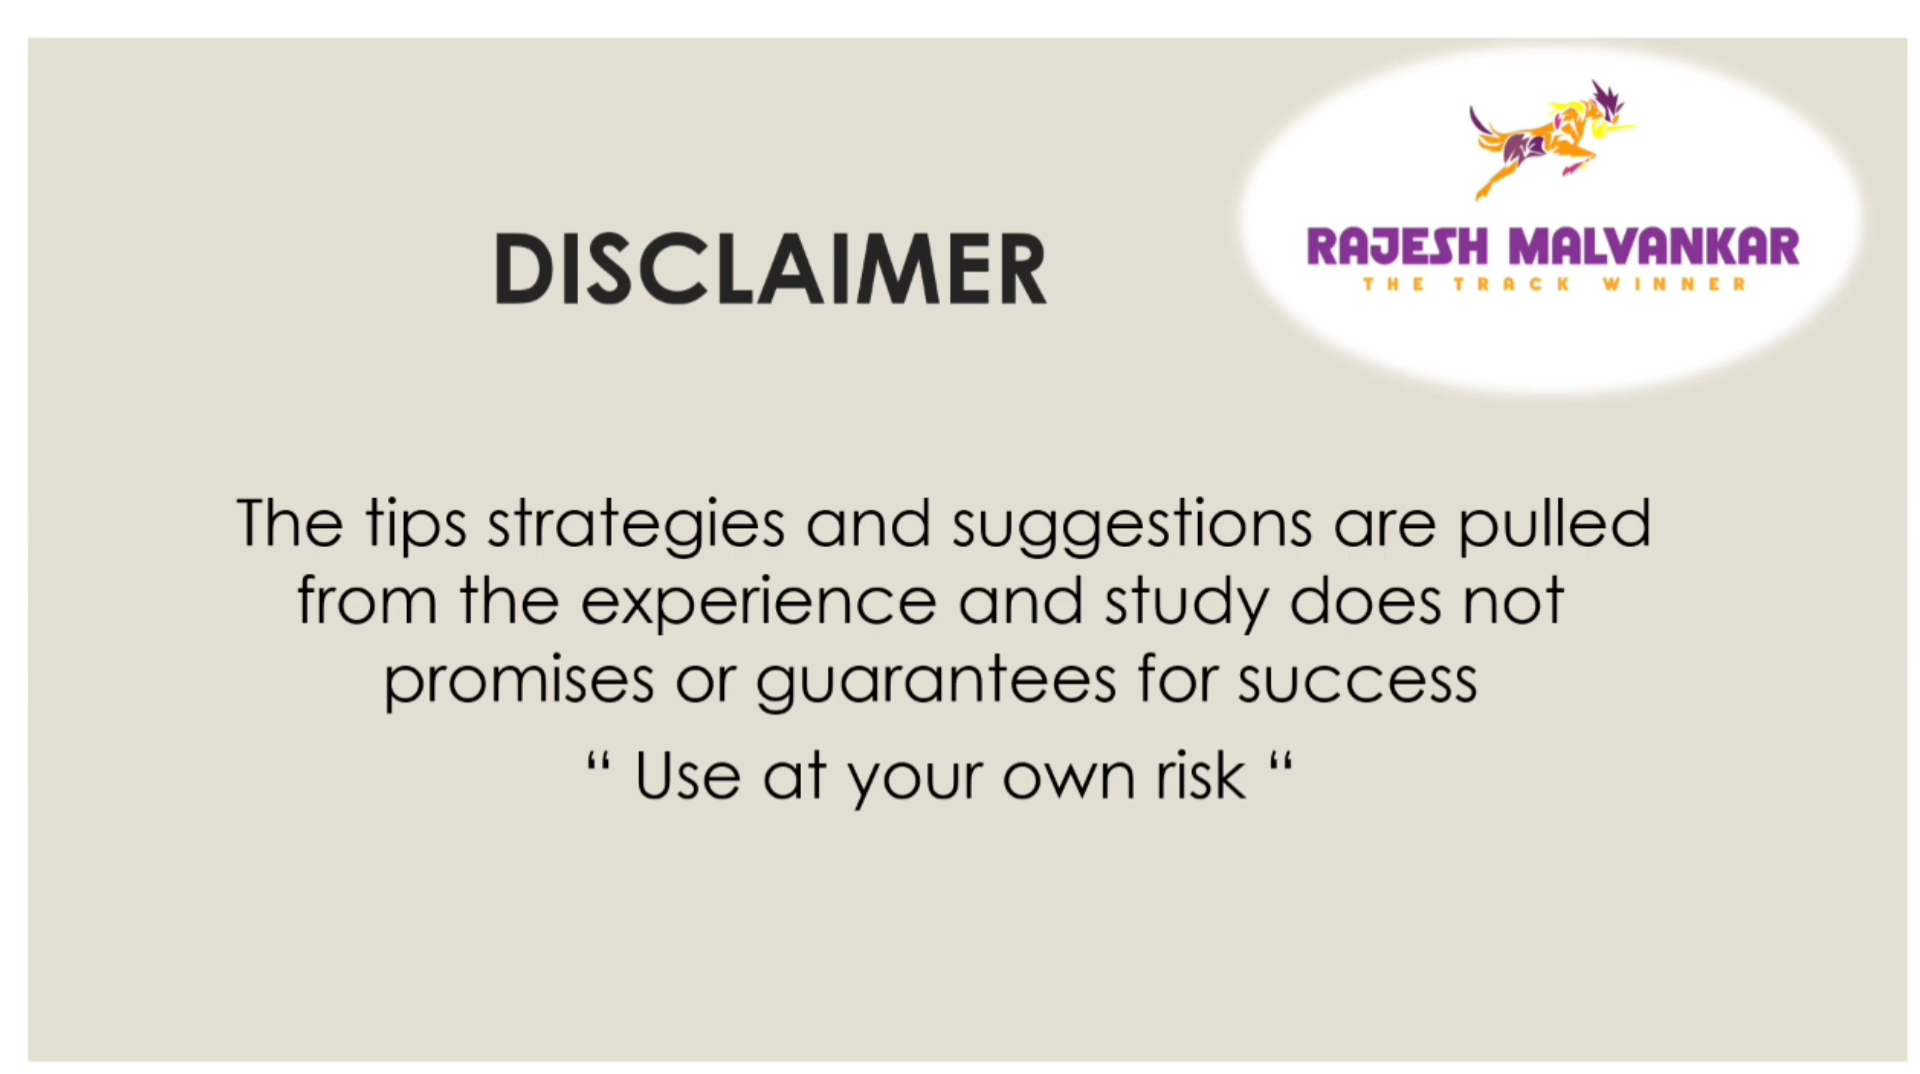 RAJESH MALVANKAR
THE TRACK WINNER
DISCLAIMER
The tips strategies and suggestions are pulled
from the experience and study does not
promises or guarantees for success
“ Use at your own risk “